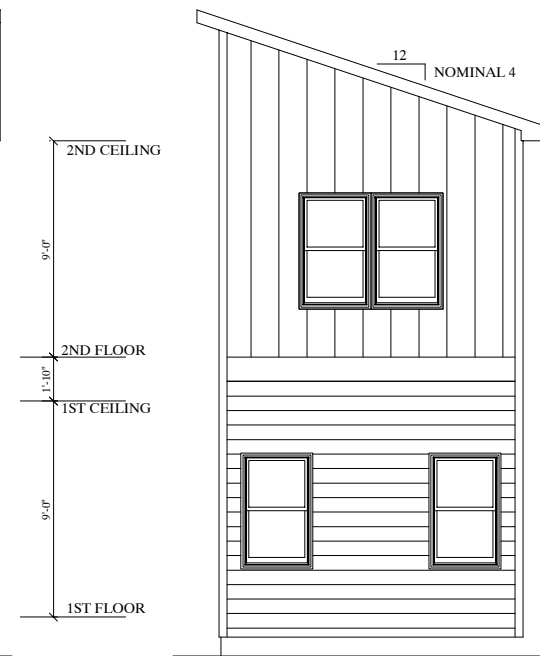 12
NOMINAL 4
2ND CEILING
9'-0"
2ND FLOOR
1'-10"
1ST CEILING
9'-0"
1ST FLOOR